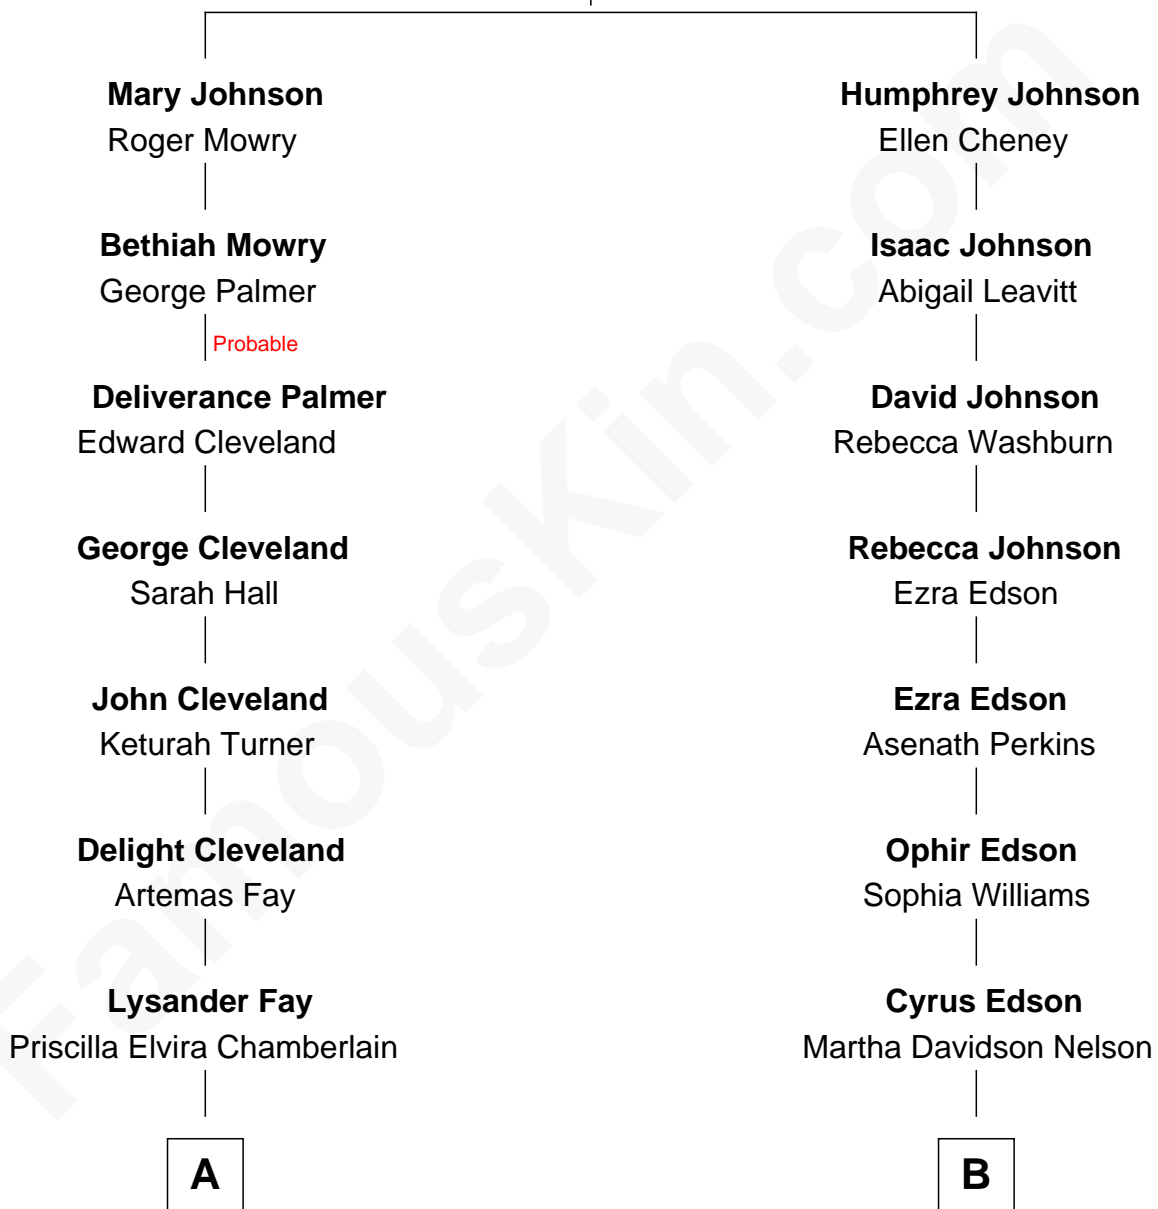 Mary Johnson
Roger Mowry
Humphrey Johnson
Ellen Cheney
Bethiah Mowry
George Palmer
Isaac Johnson
Abigail Leavitt
Probable
Deliverance Palmer
Edward Cleveland
David Johnson
Rebecca Washburn
George Cleveland
Sarah Hall
Rebecca Johnson
Ezra Edson
John Cleveland
Keturah Turner
Ezra Edson
Asenath Perkins
Delight Cleveland
Artemas Fay
Ophir Edson
Sophia Williams
Lysander Fay
Priscilla Elvira Chamberlain
Cyrus Edson
Martha Davidson Nelson
A
B
FamousKin.com